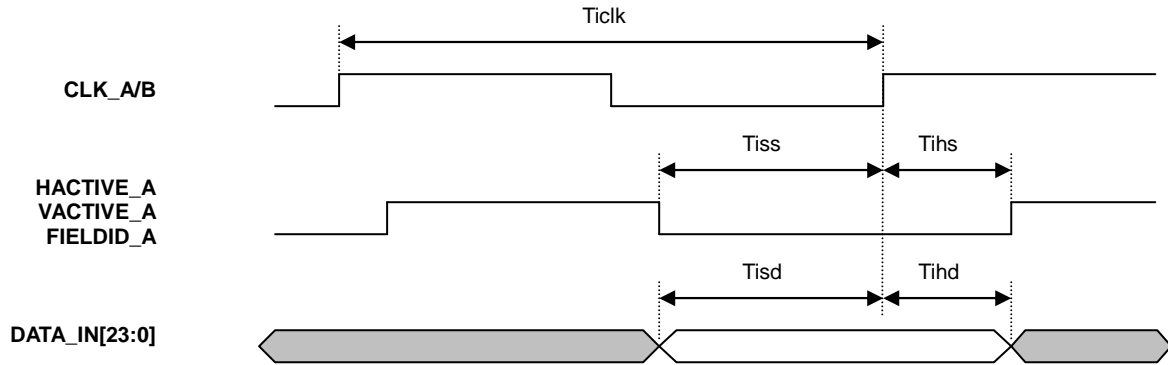 Ticlk
CLK_A/B
Tiss
Tihs
HACTIVE_A
VACTIVE_A
FIELDID_A
Tisd
Tihd
DATA_IN[23:0]